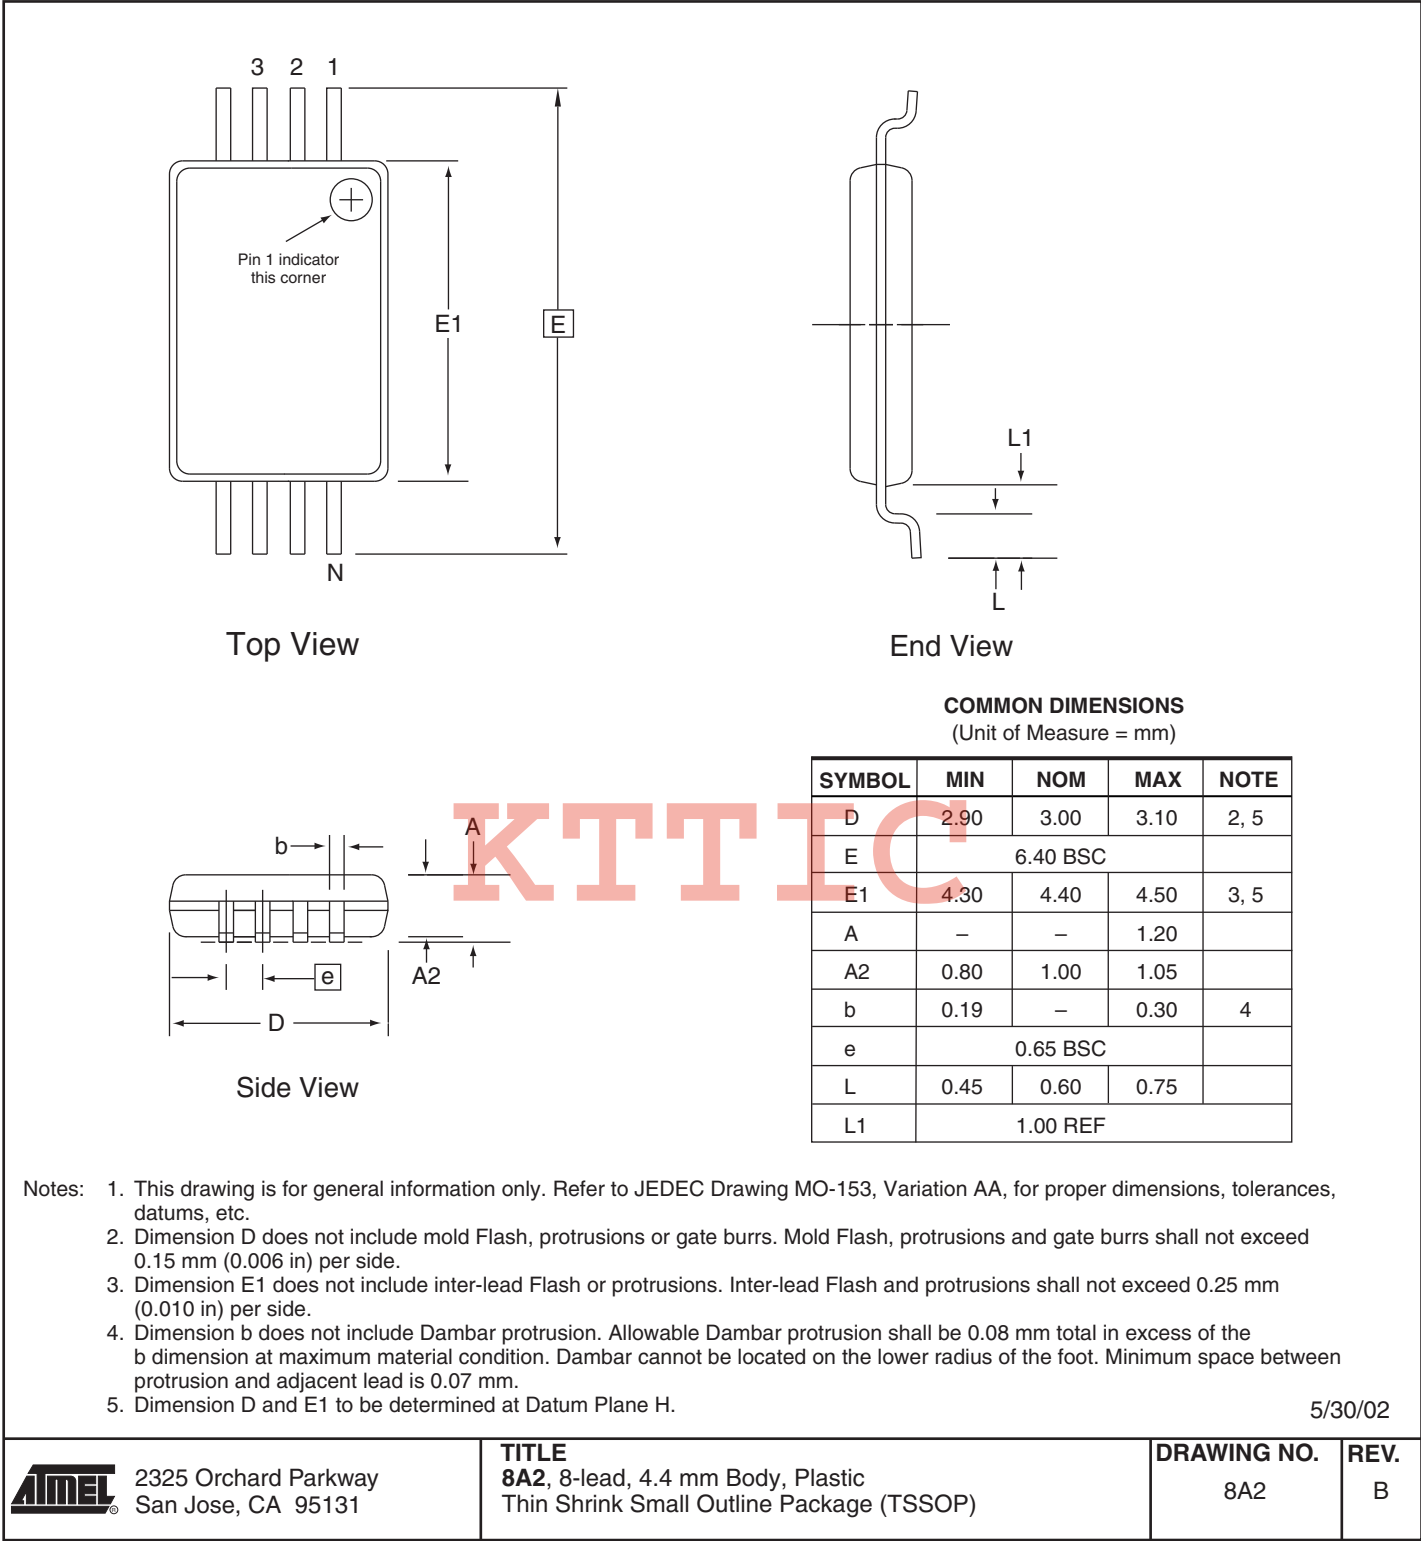 3 2 1
Pin 1 indicator
this corner
E1
E
N
Top View
L1
L
End View
COMMON DIMENSIONS
(Unit of Measure = mm)
SYMBOL MIN NOM MAX NOTE
D 2.90 3.00 3.10 2, 5
E 6.40 BSC
E1 4.30 4.40 4.50 3, 5
A – – 1.20
A2 0.80 1.00 1.05
b 0.19 – 0.30 4
e 0.65 BSC
L 0.45 0.60 0.75
L1 1.00 REF
KTTIC
b
A
A2
e
D
Side View
Notes: 1. This drawing is for general information only. Refer to JEDEC Drawing MO-153, Variation AA, for proper dimensions, tolerances,
datums, etc.
2. Dimension D does not include mold Flash, protrusions or gate burrs. Mold Flash, protrusions and gate burrs shall not exceed
0.15 mm (0.006 in) per side.
3. Dimension E1 does not include inter-lead Flash or protrusions. Inter-lead Flash and protrusions shall not exceed 0.25 mm
(0.010 in) per side.
4. Dimension b does not include Dambar protrusion. Allowable Dambar protrusion shall be 0.08 mm total in excess of the
b dimension at maximum material condition. Dambar cannot be located on the lower radius of the foot. Minimum space between
protrusion and adjacent lead is 0.07 mm.
5. Dimension D and E1 to be determined at Datum Plane H.
5/30/02
ATMEL ®
2325 Orchard Parkway
San Jose, CA 95131
TITLE
8A2, 8-lead, 4.4 mm Body, Plastic
Thin Shrink Small Outline Package (TSSOP)
DRAWING NO.
8A2
REV.
B